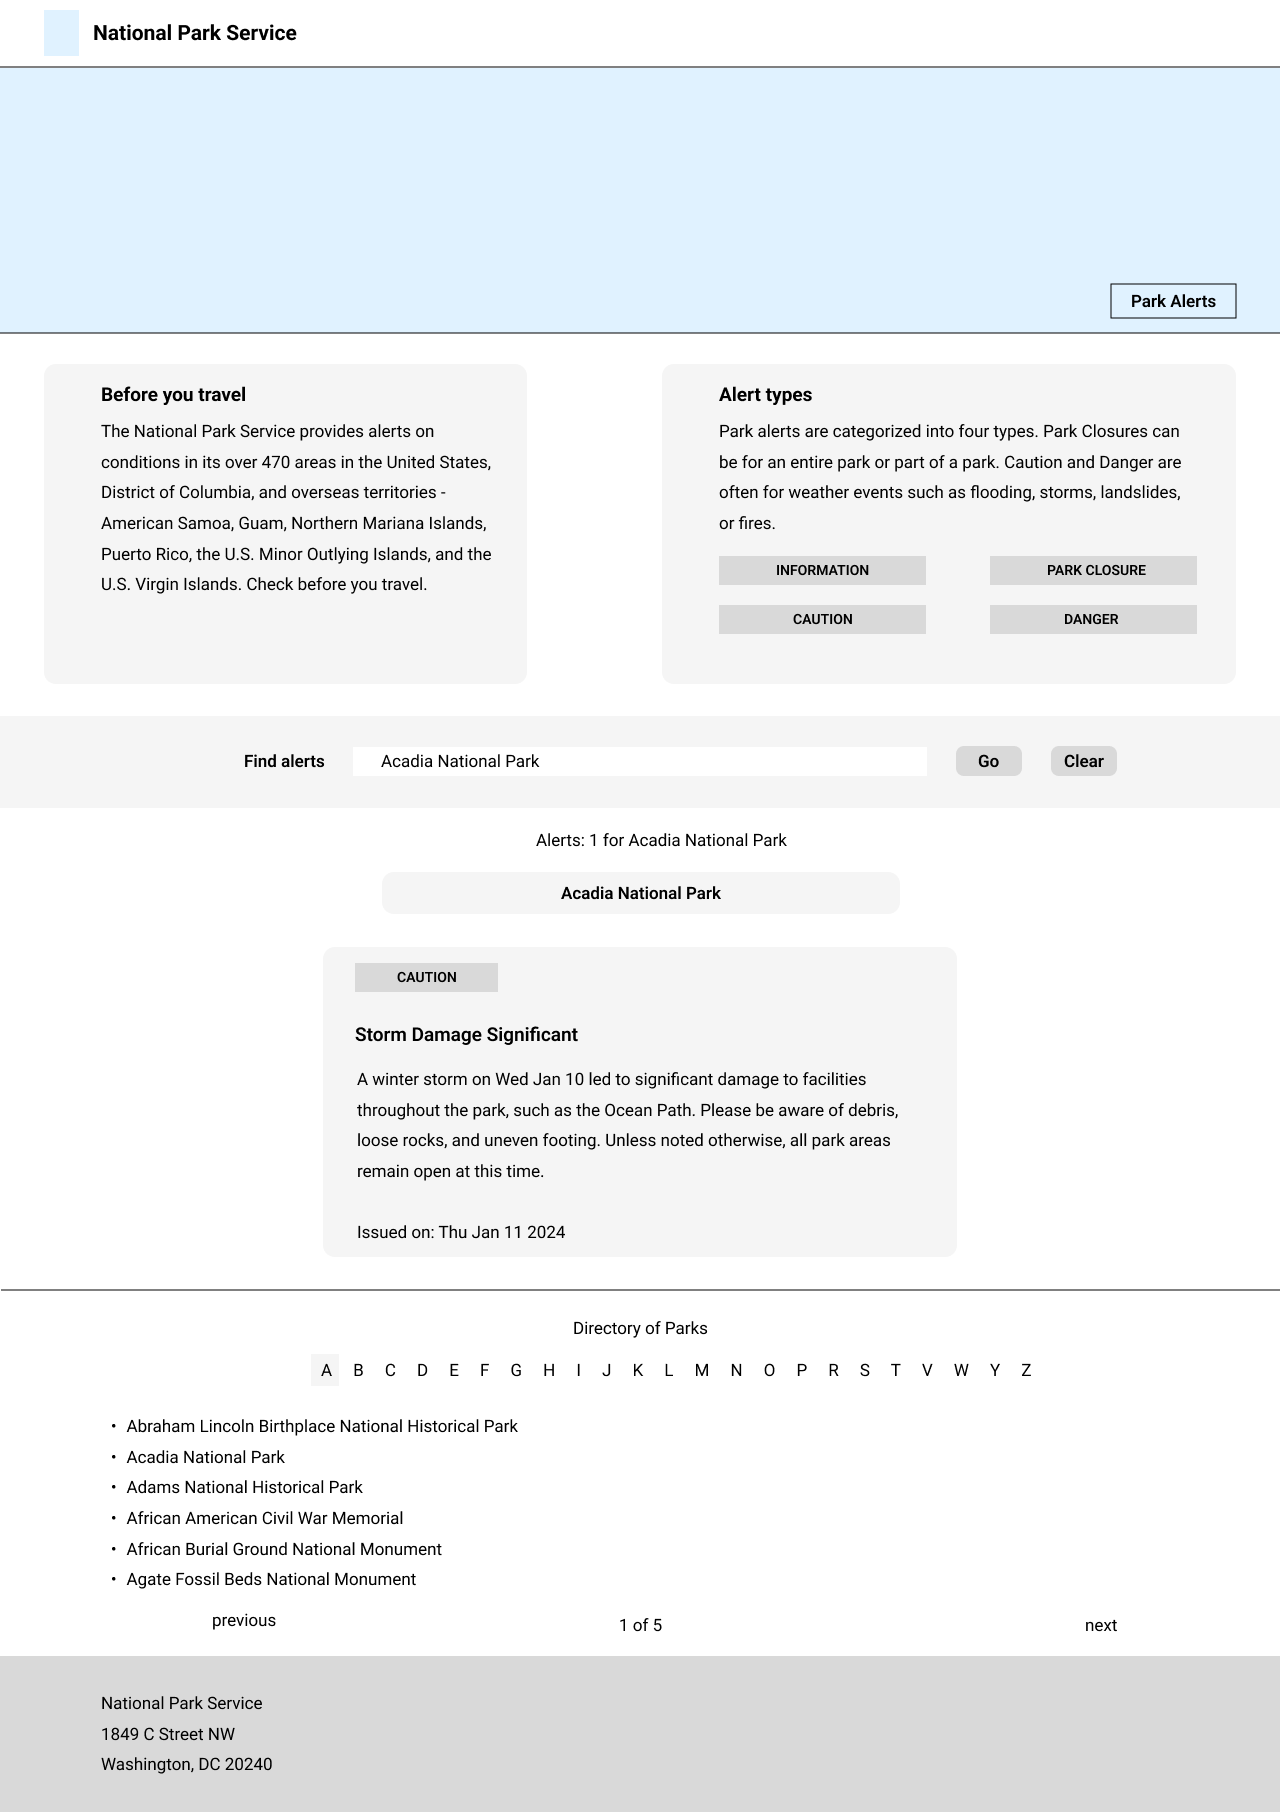 National Park Service
Park Alerts
Before you travel
The National Park Service provides alerts on
conditions in its over 470 areas in the United States,
District of Columbia, and overseas territories -
American Samoa, Guam, Northern Mariana Islands,
Puerto Rico, the U.S. Minor Outlying Islands, and the
U.S. Virgin Islands. Check before you travel.
Alert types
Park alerts are categorized into four types. Park Closures can
be for an entire park or part of a park. Caution and Danger are
often for weather events such as flooding, storms, landslides,
or fires.
INFORMATION
PARK CLOSURE
CAUTION
DANGER
Find alerts
Acadia National Park
Go
Clear
Alerts: 1 for Acadia National Park
Acadia National Park
CAUTION
Storm Damage Significant
A winter storm on Wed Jan 10 led to significant damage to facilities
throughout the park, such as the Ocean Path. Please be aware of debris,
loose rocks, and uneven footing. Unless noted otherwise, all park areas
remain open at this time.
Issued on: Thu Jan 11 2024
Directory of Parks
A B C D E F G H I J K L M N O P R S T V W Y Z
• Abraham Lincoln Birthplace National Historical Park
• Acadia National Park
• Adams National Historical Park
• African American Civil War Memorial
• African Burial Ground National Monument
• Agate Fossil Beds National Monument
previous
1 of 5
next
National Park Service
1849 C Street NW
Washington, DC 20240